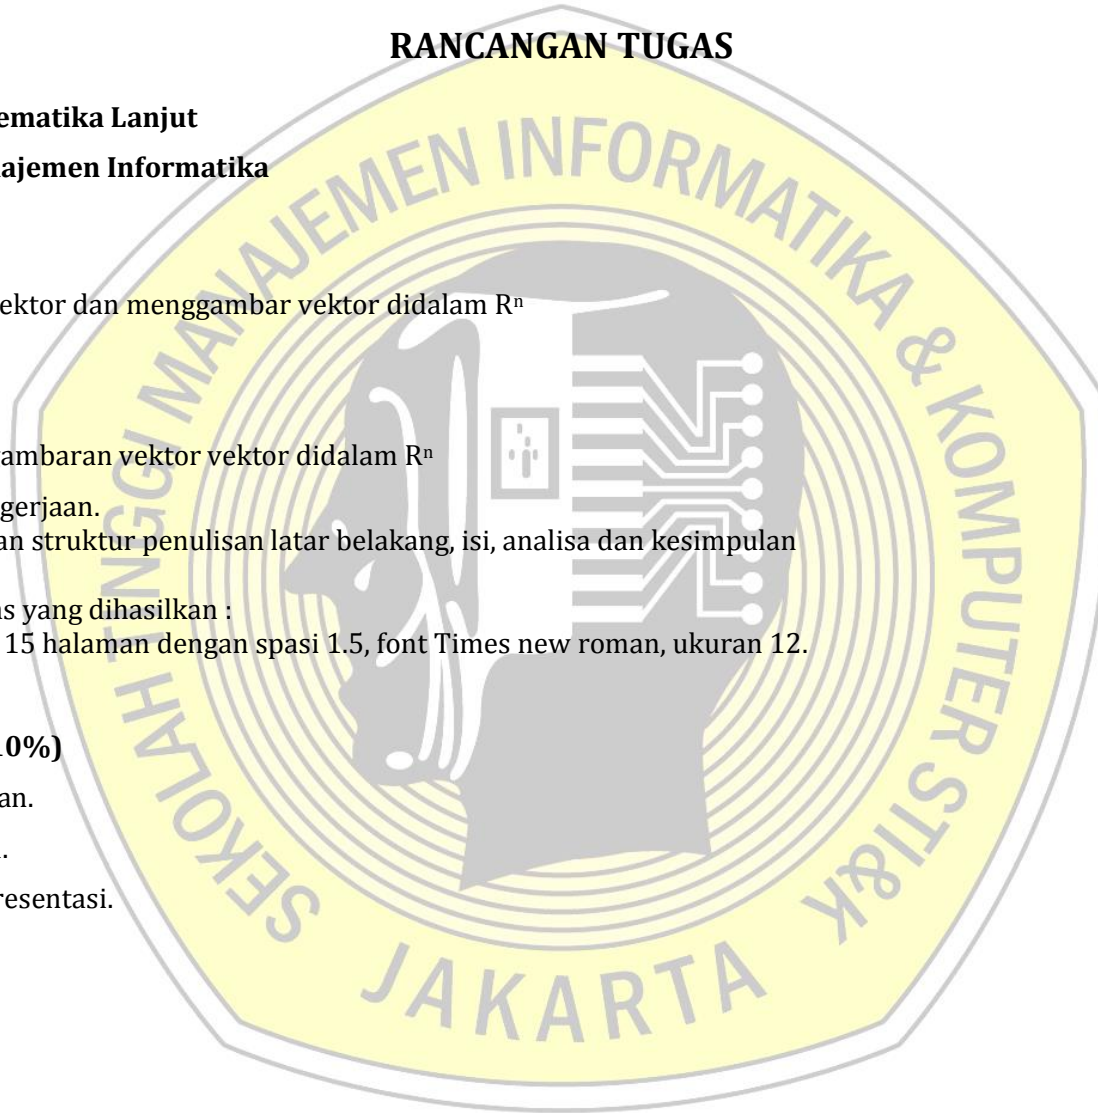 RANCANGAN TUGAS
ematika Lanjut
ajemen Informatika
ektor dan menggambar vektor didalam Rⁿ
ambaran vektor vektor didalam Rⁿ
gerjaan.
an struktur penulisan latar belakang, isi, analisa dan kesimpulan
as yang dihasilkan :
15 halaman dengan spasi 1.5, font Times new roman, ukuran 12.
10%)
an.
.
resentasi.
SEKOLAH TINGGI MANAJEMEN INFORMATIKA & KOMPUTER STI&K
JAKARTA